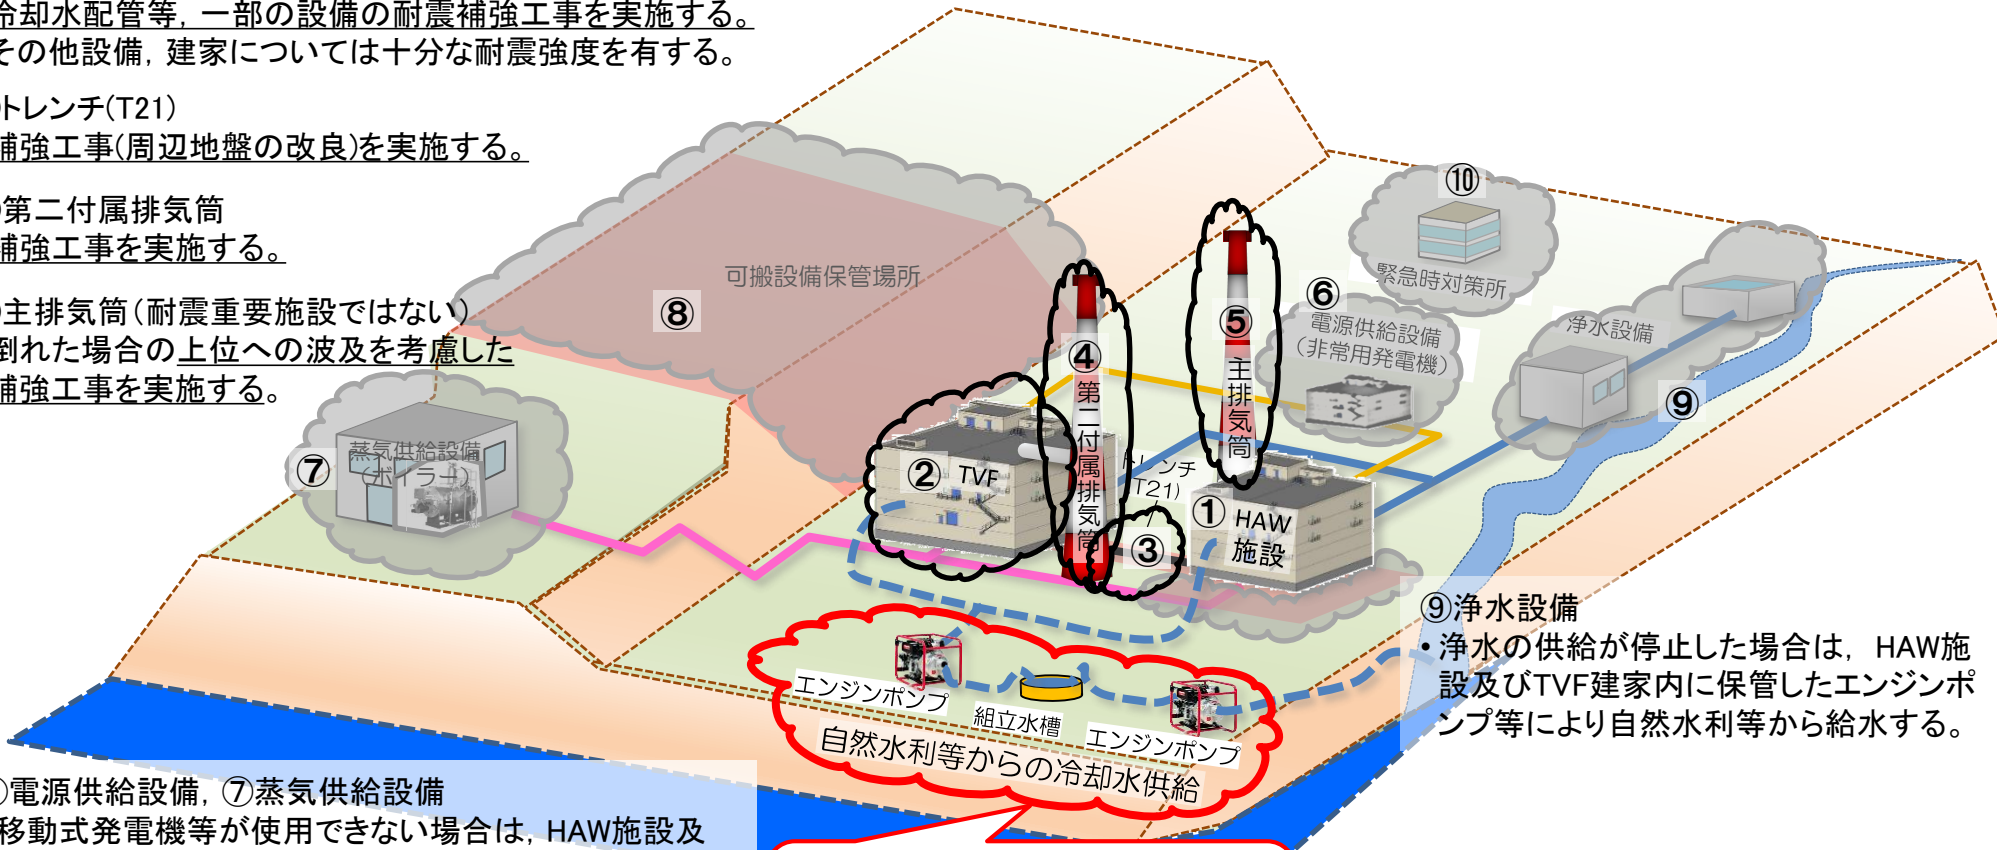 冷却水配管等，一部の設備の耐震補強工事を実施する。
その他設備，建家については十分な耐震強度を有する。
トレンチ(T21)
補強工事(周辺地盤の改良)を実施する。
第二付属排気筒
補強工事を実施する。
主排気筒（耐震重要施設ではない）
倒れた場合の上位への波及を考慮した
補強工事を実施する。
⑩
緊急時対策所
可搬設備保管場所
⑧
⑥
電源供給設備
（非常用発電機）
浄水設備
⑨
⑤
主排気筒
④
第二付属排気筒
⑦
蒸気供給設備
（ボイラー）
② TVF
トレンチ
(T21)
③
① HAW
施設
エンジンポンプ
組立水槽
エンジンポンプ
自然水利等からの冷却水供給
⑨浄水設備
• 浄水の供給が停止した場合は，HAW施
設及びTVF建家内に保管したエンジンポ
ンプ等により自然水利等から給水する。
電源供給設備，⑦蒸気供給設備
移動式発電機等が使用できない場合は，HAW施設及